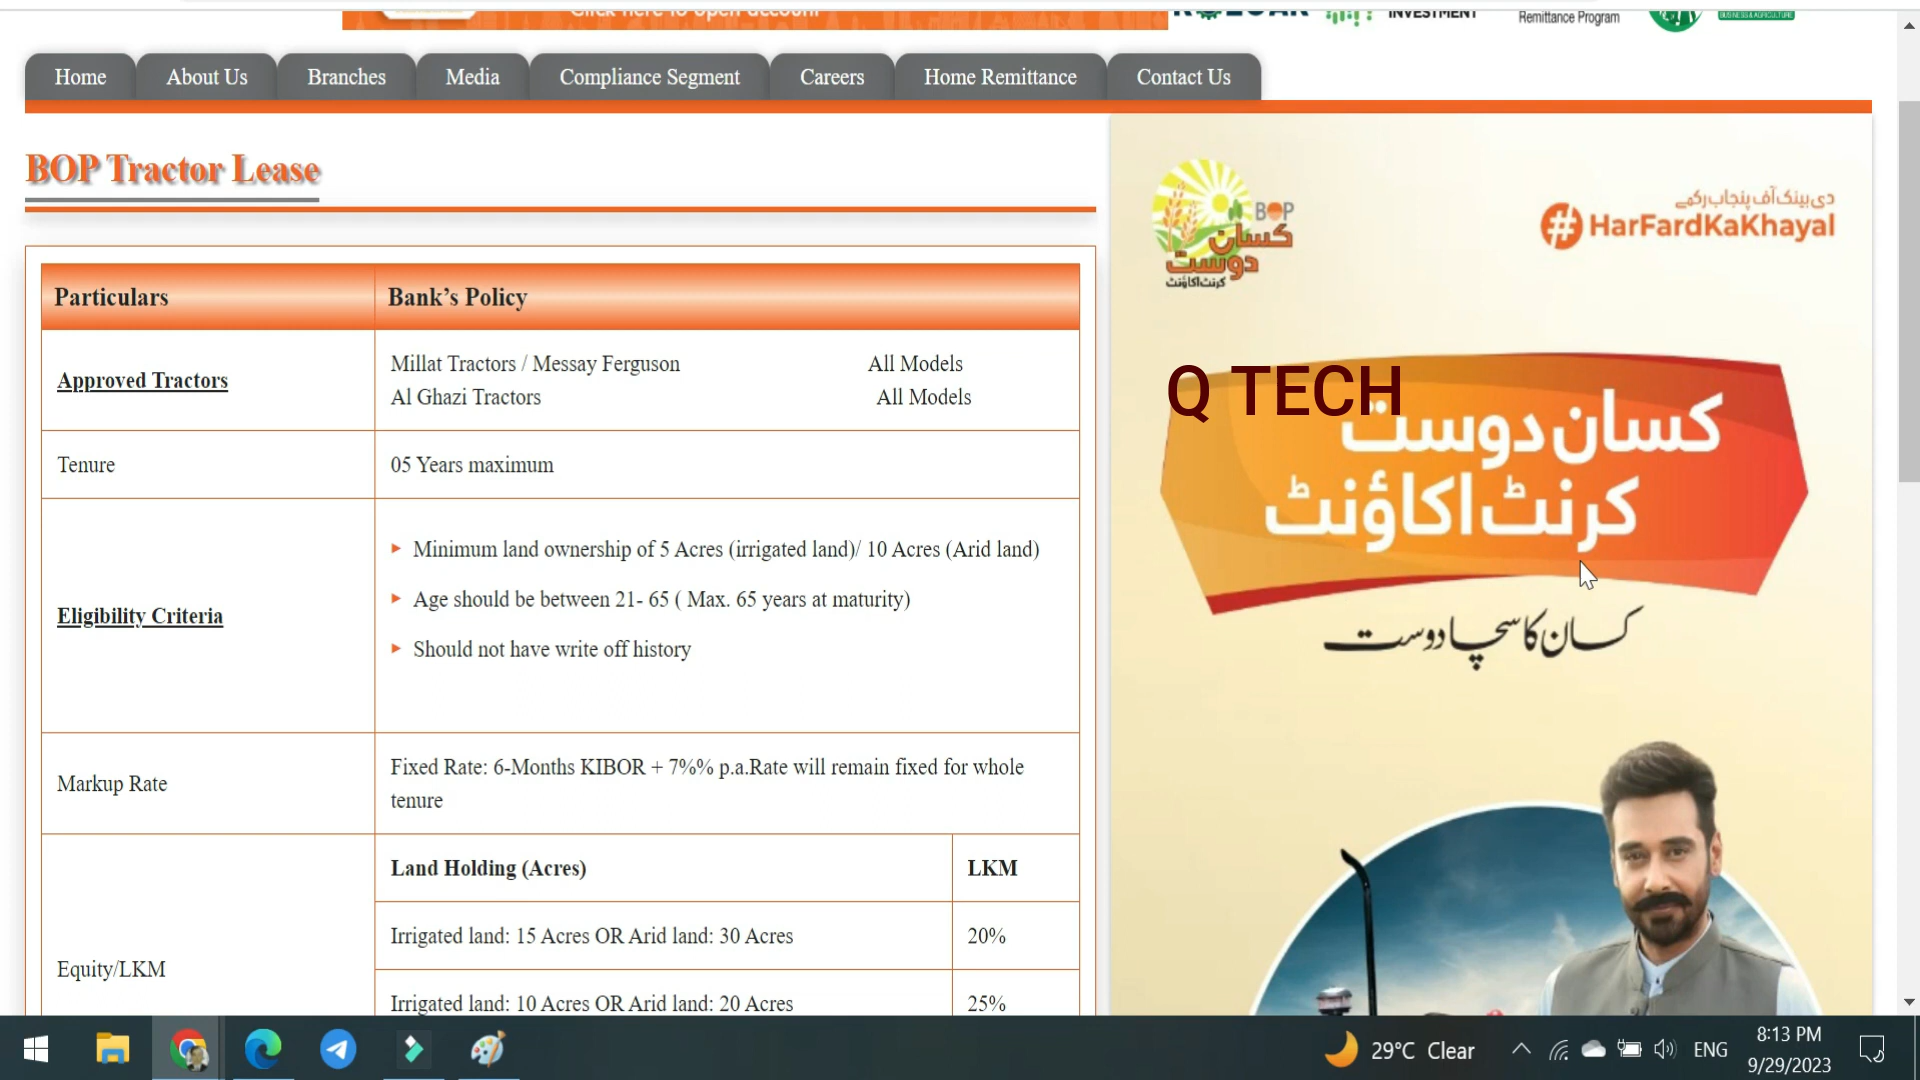 INVESTMENT
Remittance Program
BUSINESS & AGRICULTURE
Home
About Us
Branches
Media
Compliance Segment
Careers
Home Remittance
Contact Us
BOP Tractor Lease
Particulars
Bank's Policy
Approved Tractors
Millat Tractors / Messay Ferguson All Models
Al Ghazi Tractors All Models
Tenure
05 Years maximum
Eligibility Criteria
Minimum land ownership of 5 Acres (irrigated land)/ 10 Acres (Arid land)
Age should be between 21- 65 ( Max. 65 years at maturity)
Should not have write off history
Markup Rate
Fixed Rate: 6-Months KIBOR + 7%% p.a.Rate will remain fixed for whole
tenure
Equity/LKM
Land Holding (Acres)
LKM
Irrigated land: 15 Acres OR Arid land: 30 Acres
20%
Irrigated land: 10 Acres OR Arid land: 20 Acres
25%
BOP
کسان
دوست
کرنٹ اکاؤنٹ
دی بینک آف پنجاب رکھے
#HarFardKaKhayal
Q TECH
کسان دوست
کرنٹ اکاؤنٹ
کسان کا سچا دوست
29°C Clear
ENG
8:13 PM
9/29/2023